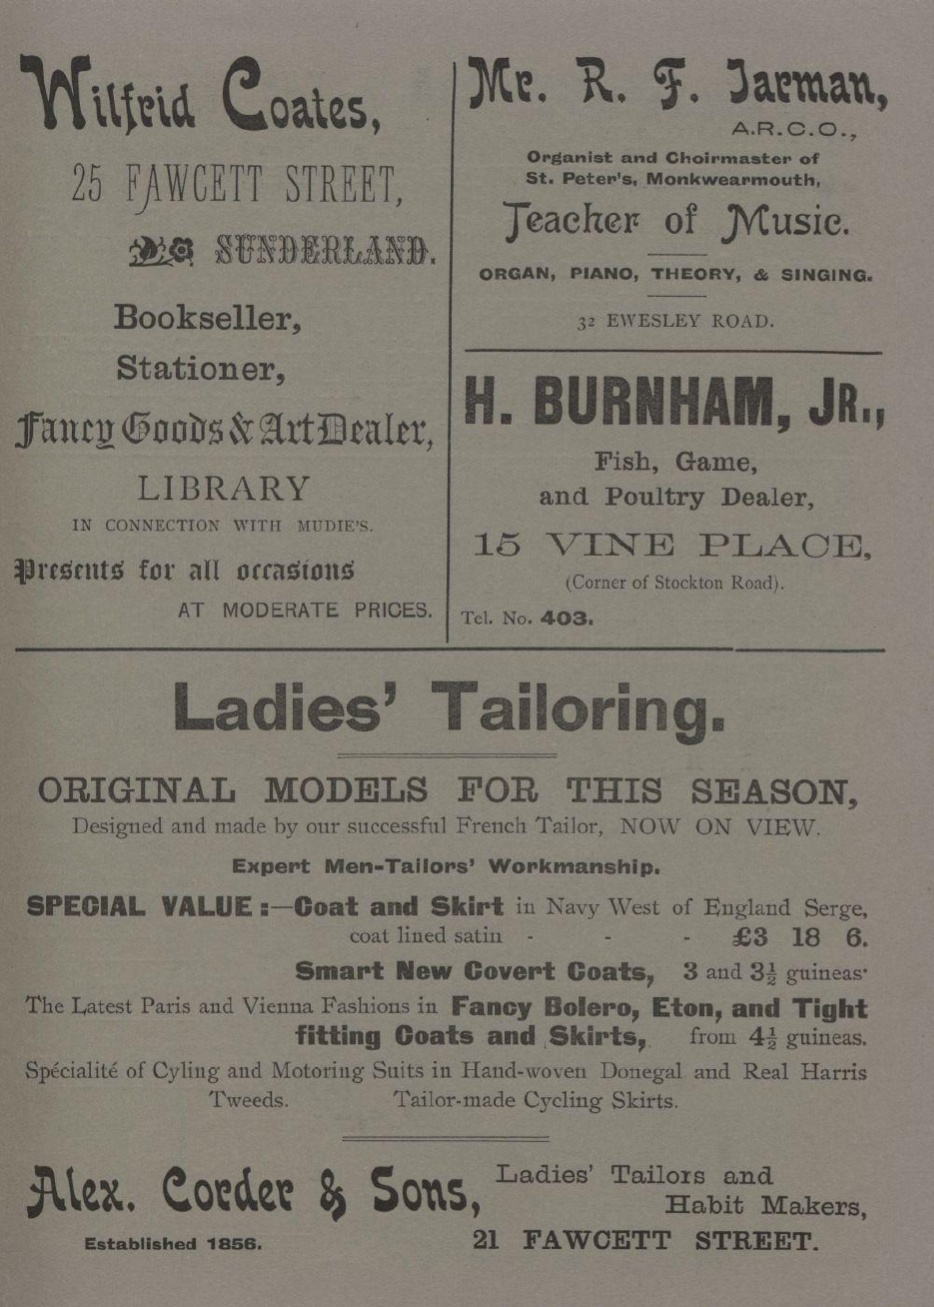 Wilfrid Coates,
25 FAWCETT STREET,
SUNDERLAND.
Bookseller,
Stationer,
Fancy Goods & Art Dealer,
LIBRARY
IN CONNECTION WITH MUDIE'S.
Presents for all occasions
AT MODERATE PRICES.
Mr. R. F. Jarman,
A.R.C.O.,
Organist and Choirmaster of
St. Peter's, Monkwearmouth,
Teacher of Music.
ORGAN, PIANO, THEORY, & SINGING.
32 EWESLEY ROAD.
H. BURNHAM, JR.,
Fish, Game,
and Poultry Dealer,
15 VINE PLACE,
(Corner of Stockton Road).
Tel. No. 403.
Ladies' Tailoring.
ORIGINAL MODELS FOR THIS SEASON,
Designed and made by our successful French Tailor, NOW ON VIEW.
Expert Men-Tailors' Workmanship.
SPECIAL VALUE:—Coat and Skirt in Navy West of England Serge,
coat lined satin - - - £3 18 6.
Smart New Covert Coats, 3 and 3½ guineas·
The Latest Paris and Vienna Fashions in Fancy Bolero, Eton, and Tight
fitting Coats and Skirts, from 4½ guineas.
Spécialité of Cyling and Motoring Suits in Hand-woven Donegal and Real Harris
Tweeds. Tailor-made Cycling Skirts.
Alex. Corder & Sons,
Established 1856.
Ladies' Tailors and
Habit Makers,
21 FAWCETT STREET.